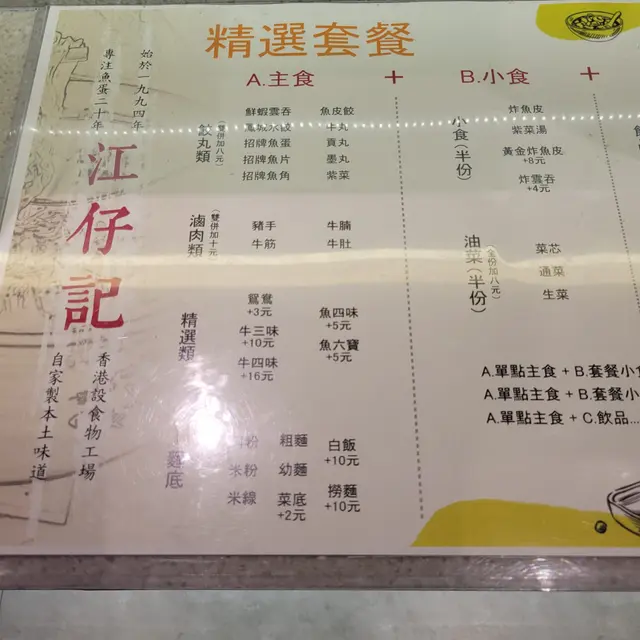 精選套餐
始於一九九四年
專注魚蛋二十年
江仔記
香港設食物工場
自家製本土味道
A.主食 + B.小食 +
餃丸類
(雙併加八元)
鮮蝦雲吞 魚皮餃
牛丸
招牌魚蛋 貢丸
招牌魚片 墨丸
招牌魚角 紫菜
滷肉類
(雙併加十元)
豬手 牛腩
牛筋 牛肚
精選類
鴛鴦 +3元
魚四味 +5元
牛三味 +10元
魚六寶 +5元
牛四味 +16元
麵底
粗麵 白飯 +10元
米粉 幼麵
米線 菜底 +2元 撈麵 +10元
小食(半份)
炸魚皮
紫菜湯
黃金炸魚皮
+8元
炸雲吞
+4元
油菜(半份)
(全份加八元)
菜芯
通菜
生菜
A.單點主食 + B.套餐小食
A.單點主食 + B.套餐小
A.單點主食 + C.飲品...